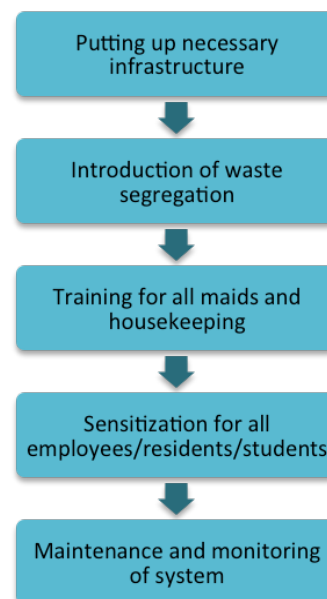 Putting up necessary
infrastructure
Introduction of waste
segregation
Training for all maids and
housekeeping
Sensitization for all
employees/residents/students
Maintenance and monitoring
of system